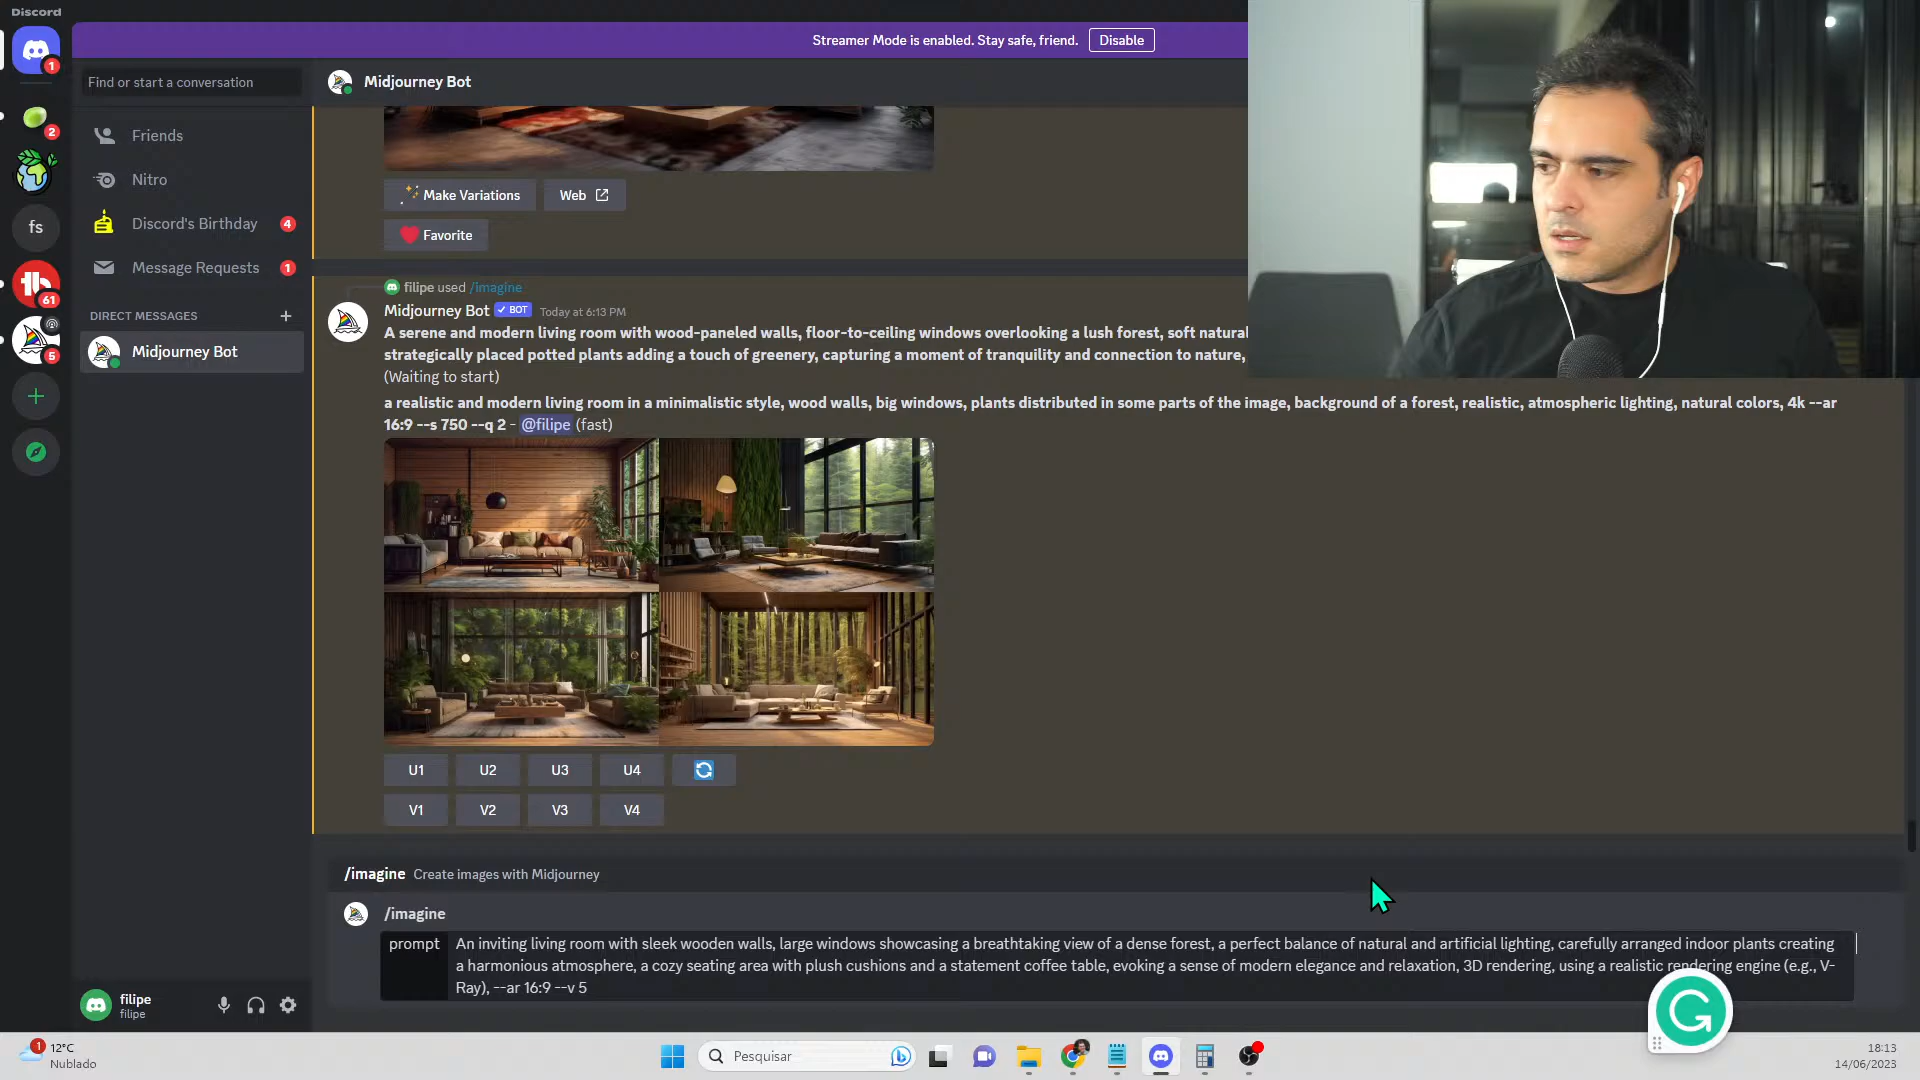 Discord
Streamer Mode is enabled. Stay safe, friend.
Disable
1
Find or start a conversation
Midjourney Bot
2
Friends
Nitro
Make Variations
Web
fs
Discord's Birthday
4
Favorite
Message Requests
1
61
filipe used /imagine
DIRECT MESSAGES
Midjourney Bot
BOT
Today at 6:13 PM
A serene and modern living room with wood-paneled walls, floor-to-ceiling windows overlooking a lush forest, soft natural
5
Midjourney Bot
strategically placed potted plants adding a touch of greenery, capturing a moment of tranquility and connection to nature,
(Waiting to start)
a realistic and modern living room in a minimalistic style, wood walls, big windows, plants distributed in some parts of the image, background of a forest, realistic, atmospheric lighting, natural colors, 4k --ar
16:9 --s 750 --q 2 - @filipe (fast)
U1
U2
U3
U4
V1
V2
V3
V4
/imagine Create images with Midjourney
/imagine
prompt
An inviting living room with sleek wooden walls, large windows showcasing a breathtaking view of a dense forest, a perfect balance of natural and artificial lighting, carefully arranged indoor plants creating
a harmonious atmosphere, a cozy seating area with plush cushions and a statement coffee table, evoking a sense of modern elegance and relaxation, 3D rendering, using a realistic rendering engine (e.g., V-
Ray), --ar 16:9 --v 5
filipe
filipe
1
12°C
Nublado
Pesquisar
18:13
14/06/2023